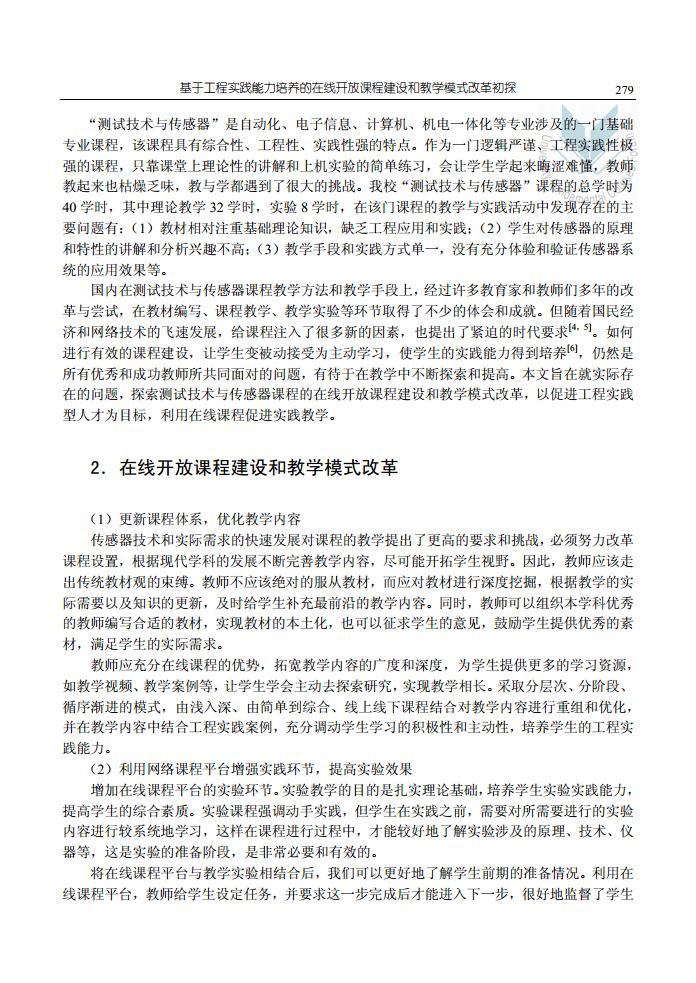 基于工程实践能力培养的在线开放课程建设和教学模式改革初探 279
“测试技术与传感器”是自动化、电子信息、计算机、机电一体化等专业涉及的一门基础
专业课程，该课程具有综合性、工程性、实践性强的特点。作为一门逻辑严谨、工程实践性极
强的课程，只靠课堂上理论性的讲解和上机实验的简单练习，会让学生学起来晦涩难懂，教师
教起来也枯燥乏味，教与学都遇到了很大的挑战。我校“测试技术与传感器”课程的总学时为
40 学时，其中理论教学 32 学时，实验 8 学时，在该门课程的教学与实践活动中发现存在的主
要问题有：（1）教材相对注重基础理论知识，缺乏工程应用和实践；（2）学生对传感器的原理
和特性的讲解和分析兴趣不高；（3）教学手段和实践方式单一，没有充分体验和验证传感器系
统的应用效果等。
国内在测试技术与传感器课程教学方法和教学手段上，经过许多教育家和教师们多年的改
革与尝试，在教材编写、课程教学、教学实验等环节取得了不少的体会和成就。但随着国民经
济和网络技术的飞速发展，给课程注入了很多新的因素，也提出了紧迫的时代要求[4, 5]。如何
进行有效的课程建设，让学生变被动接受为主动学习，使学生的实践能力得到培养[6]，仍然是
所有优秀和成功教师所共同面对的问题，有待于在教学中不断探索和提高。本文旨在就实际存
在的问题，探索测试技术与传感器课程的在线开放课程建设和教学模式改革，以促进工程实践
型人才为目标，利用在线课程促进实践教学。
2．在线开放课程建设和教学模式改革
（1）更新课程体系，优化教学内容
传感器技术和实际需求的快速发展对课程的教学提出了更高的要求和挑战，必须努力改革
课程设置，根据现代学科的发展不断完善教学内容，尽可能开拓学生视野。因此，教师应该走
出传统教材观的束缚。教师不应该绝对的服从教材，而应对教材进行深度挖掘，根据教学的实
际需要以及知识的更新，及时给学生补充最前沿的教学内容。同时，教师可以组织本学科优秀
的教师编写合适的教材，实现教材的本土化，也可以征求学生的意见，鼓励学生提供优秀的素
材，满足学生的实际需求。
教师应充分在线课程的优势，拓宽教学内容的广度和深度，为学生提供更多的学习资源，
如教学视频、教学案例等，让学生学会主动去探索研究，实现教学相长。采取分层次、分阶段、
循序渐进的模式，由浅入深、由简单到综合、线上线下课程结合对教学内容进行重组和优化，
并在教学内容中结合工程实践案例，充分调动学生学习的积极性和主动性，培养学生的工程实
践能力。
（2）利用网络课程平台增强实践环节，提高实验效果
增加在线课程平台的实验环节。实验教学的目的是扎实理论基础，培养学生实验实践能力，
提高学生的综合素质。实验课程强调动手实践，但学生在实践之前，需要对所需要进行的实验
内容进行较系统地学习，这样在课程进行过程中，才能较好地了解实验涉及的原理、技术、仪
器等，这是实验的准备阶段，是非常必要和有效的。
将在线课程平台与教学实验相结合后，我们可以更好地了解学生前期的准备情况。利用在
线课程平台，教师给学生设定任务，并要求这一步完成后才能进入下一步，很好地监督了学生